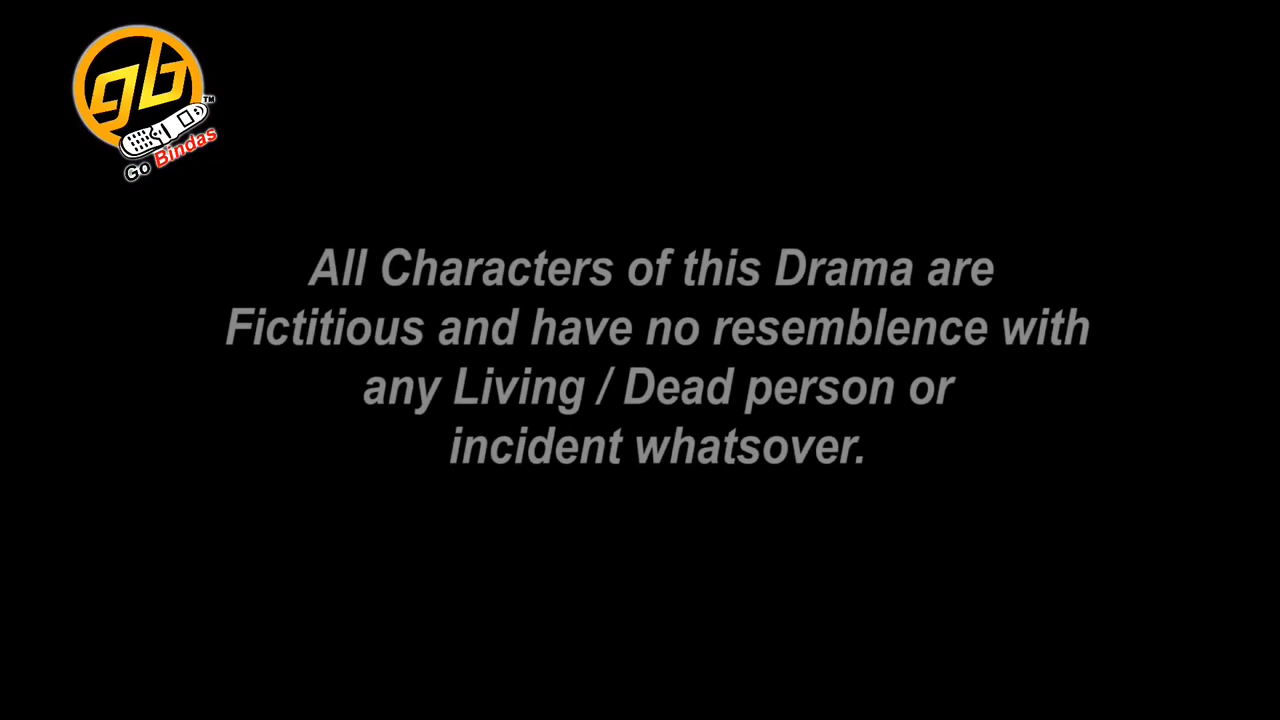 gb
TM
Go Bindas
All Characters of this Drama are
Fictitious and have no resemblence with
any Living / Dead person or
incident whatsover.